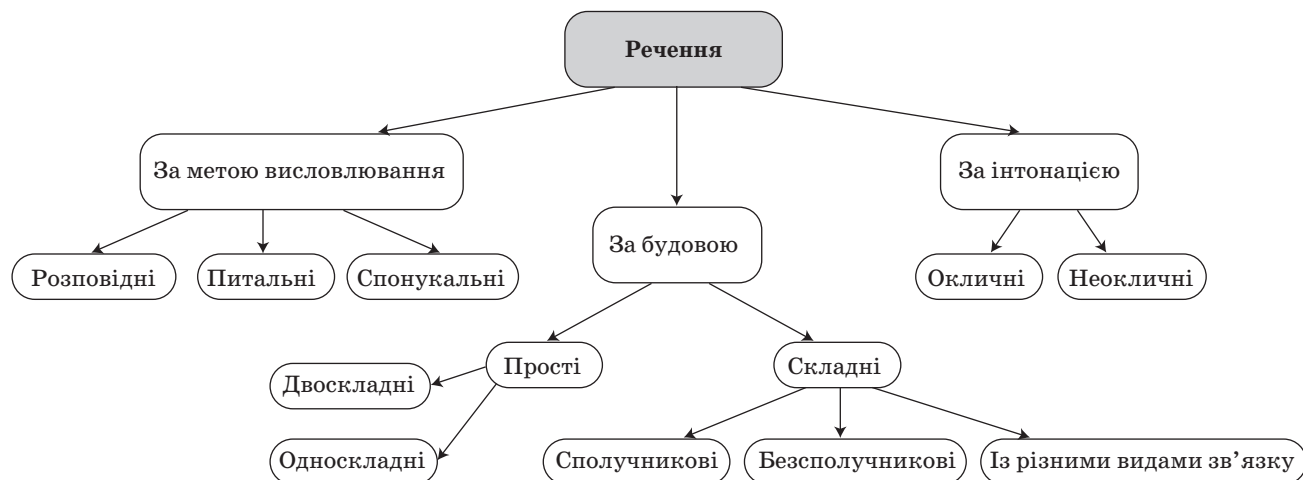 Речення
За метою висловлювання
За інтонацією
За будовою
Розповідні
Питальні
Спонукальні
Окличні
Неокличні
Прості
Складні
Двоскладні
Односкладні
Сполучникові
Безсполучникові
Із різними видами зв’язку